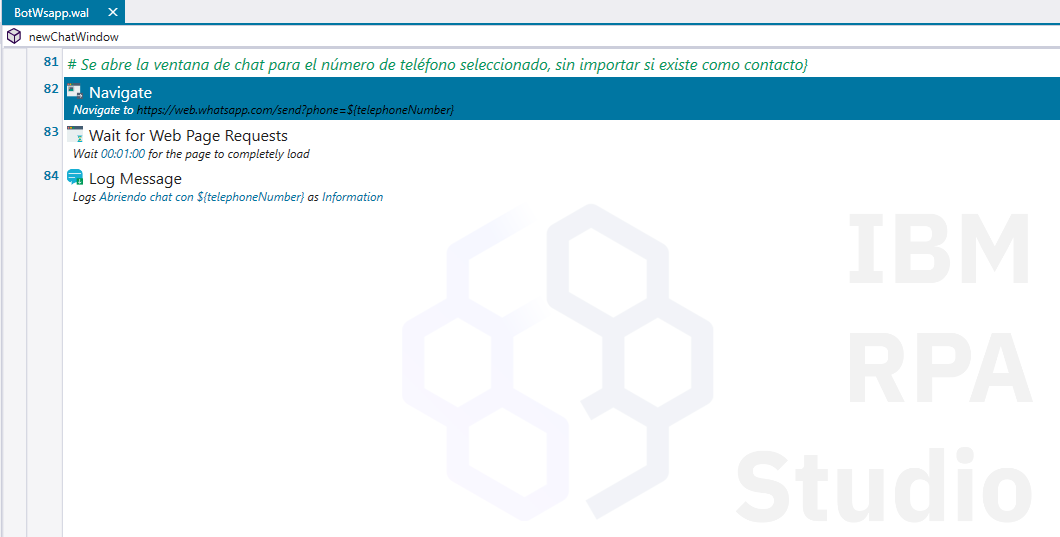 BotWsapp.wal
newChatWindow
81 # Se abre la ventana de chat para el número de teléfono seleccionado, sin importar si existe como contacto}
82 Navigate
Navigate to https://web.whatsapp.com/send?phone=${telephoneNumber}
83 Wait for Web Page Requests
Wait 00:01:00 for the page to completely load
84 Log Message
Logs Abriendo chat con ${telephoneNumber} as Information
IBM
RPA
Studio